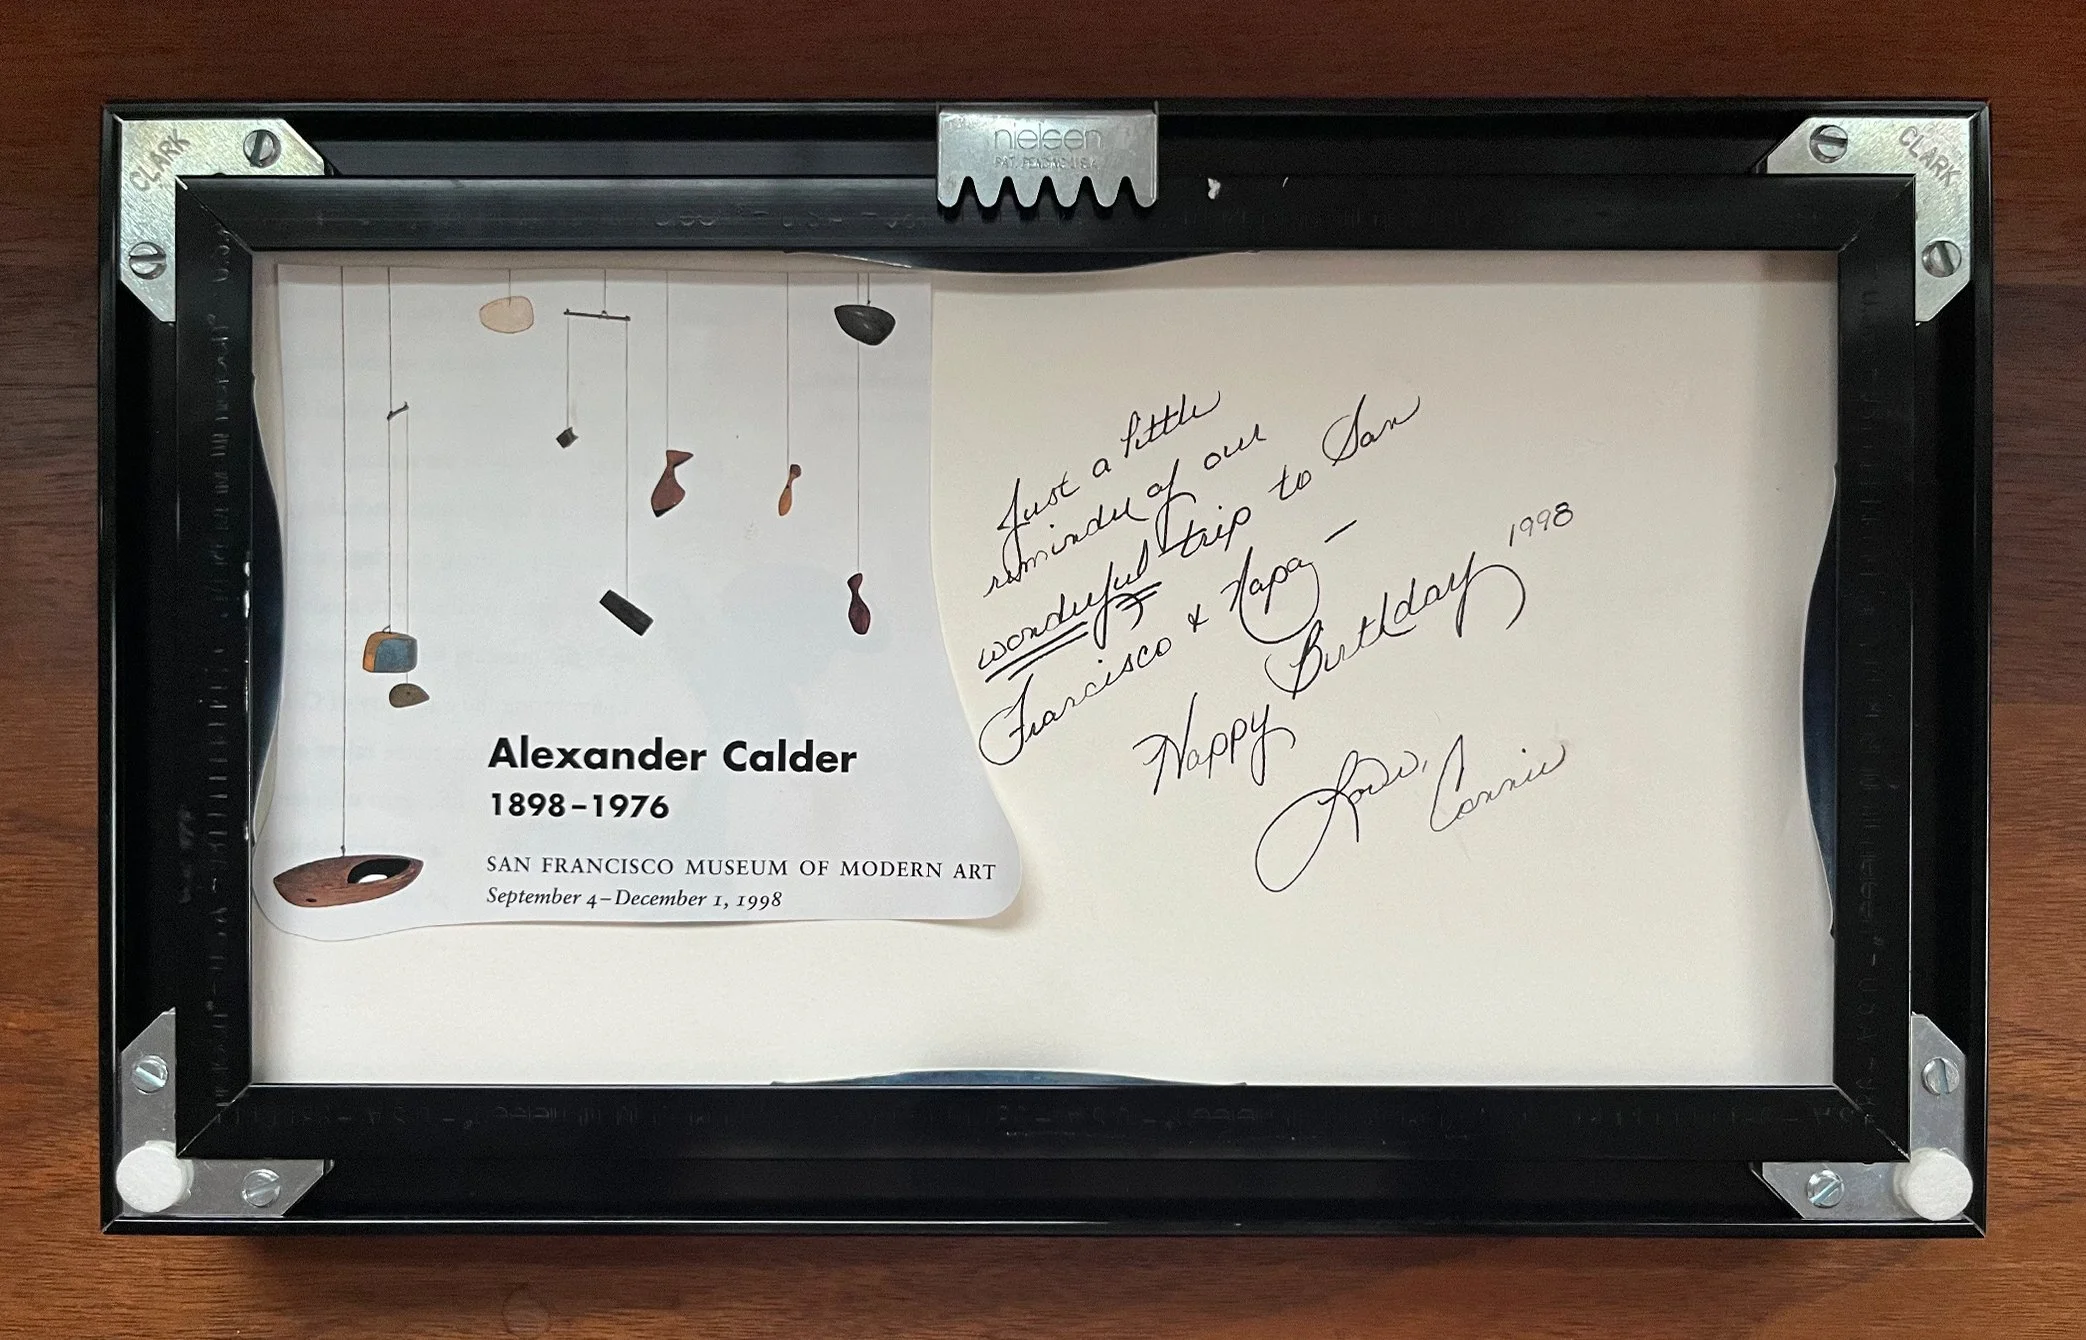 CLARK
nielsen
PAT. PENDING U.S.A.
CLARK
Alexander Calder
1898–1976
SAN FRANCISCO MUSEUM OF MODERN ART
September 4–December 1, 1998
Just a little
reminder of our
wonderful trip to San
Francisco & Napa –
Happy Birthday 1998
Love, Connie